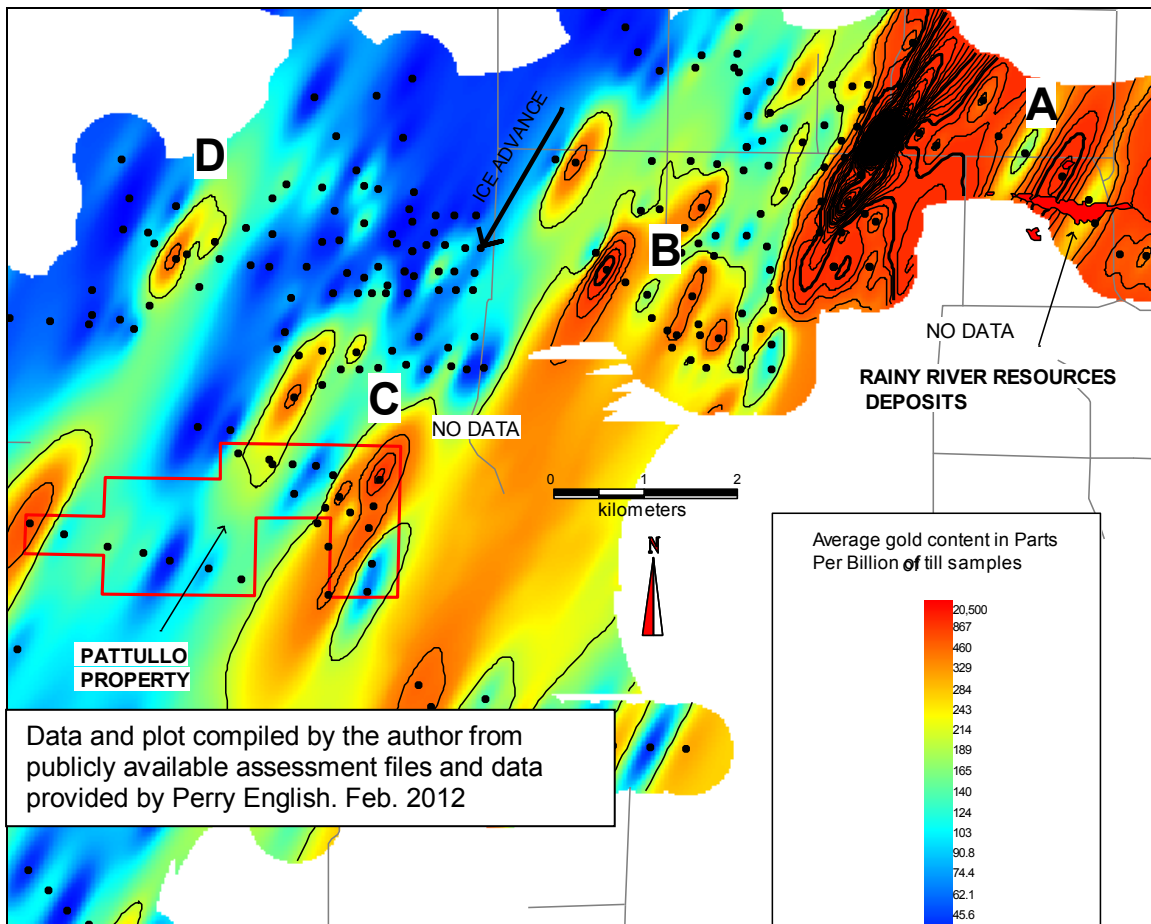 A
D
ICE ADVANCE
B
NO DATA
RAINY RIVER RESOURCES
DEPOSITS
C
NO DATA
0 1 2
kilometers
N
PATTULLO
PROPERTY
Average gold content in Parts
Per Billion of till samples
20,500
867
460
329
284
243
214
189
165
140
124
103
90.8
74.4
62.1
45.6
Data and plot compiled by the author from
publicly available assessment files and data
provided by Perry English. Feb. 2012